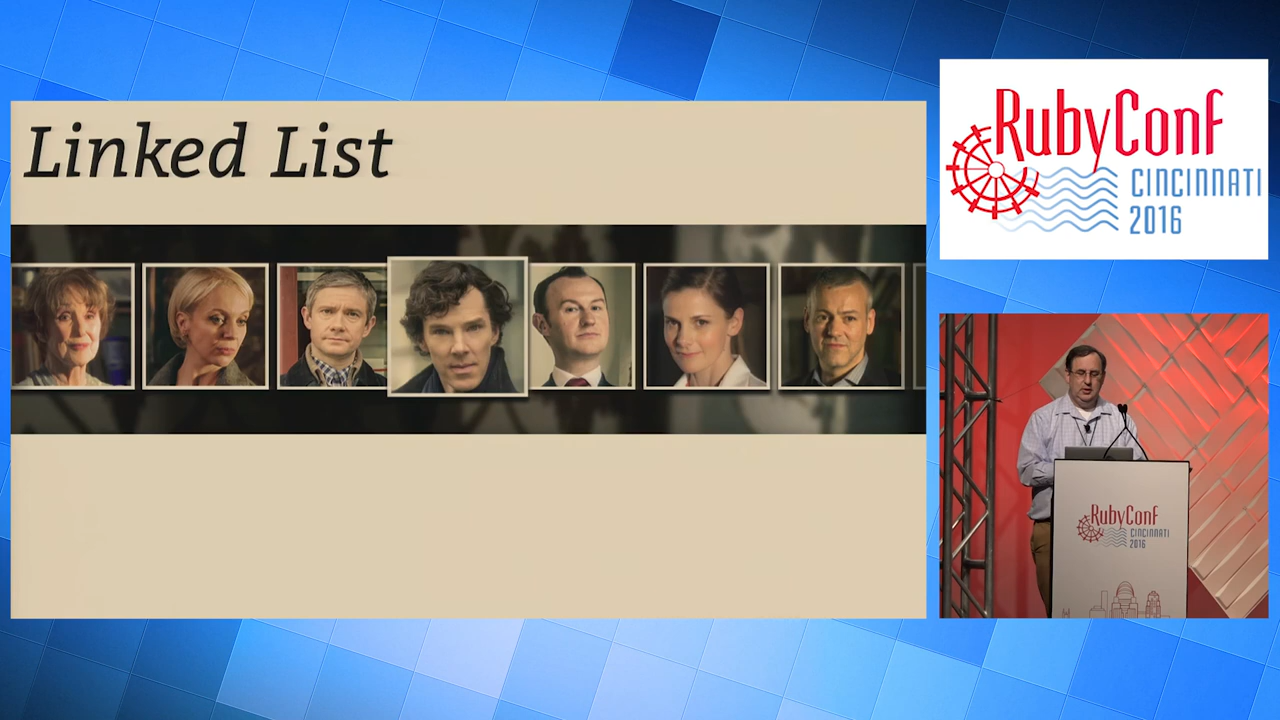 Linked List
RubyConf
CINCINNATI
2016
RubyConf
CINCINNATI
2016